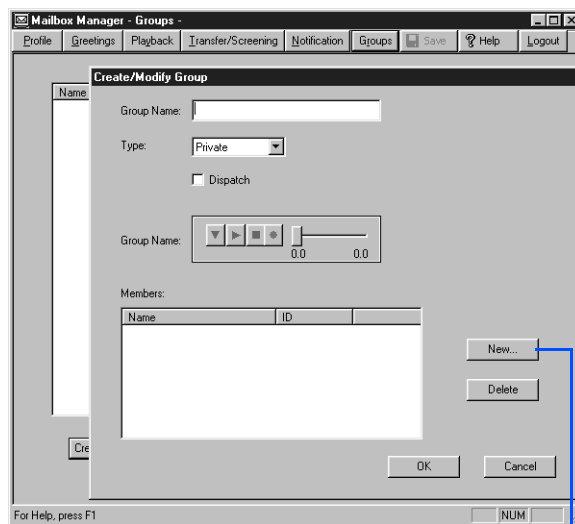 Mailbox Manager - Groups -
Profile Greetings Playback Transfer/Screening Notification Groups Save Help Logout
Name
Create/Modify Group
Group Name:
Type: Private
Dispatch
Group Name:
0.0 0.0
Members:
Name ID
New...
Delete
Cre
OK Cancel
For Help, press F1 NUM